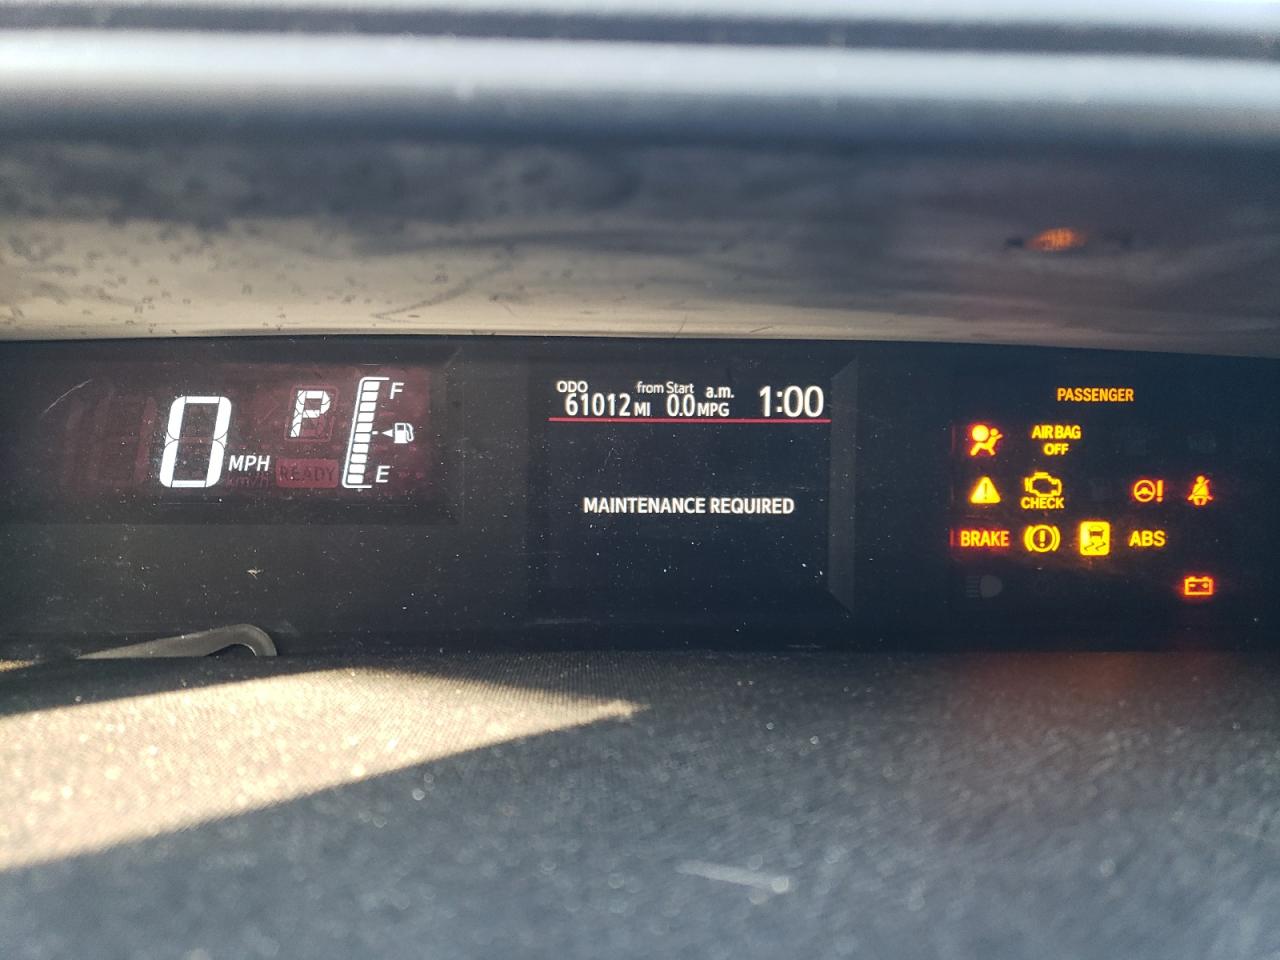 0 MPH
km/h
P
READY
F
E
ODO from Start a.m. 1:00
61012 MI 0.0 MPG
MAINTENANCE REQUIRED
PASSENGER
AIR BAG
OFF
CHECK
BRAKE ABS